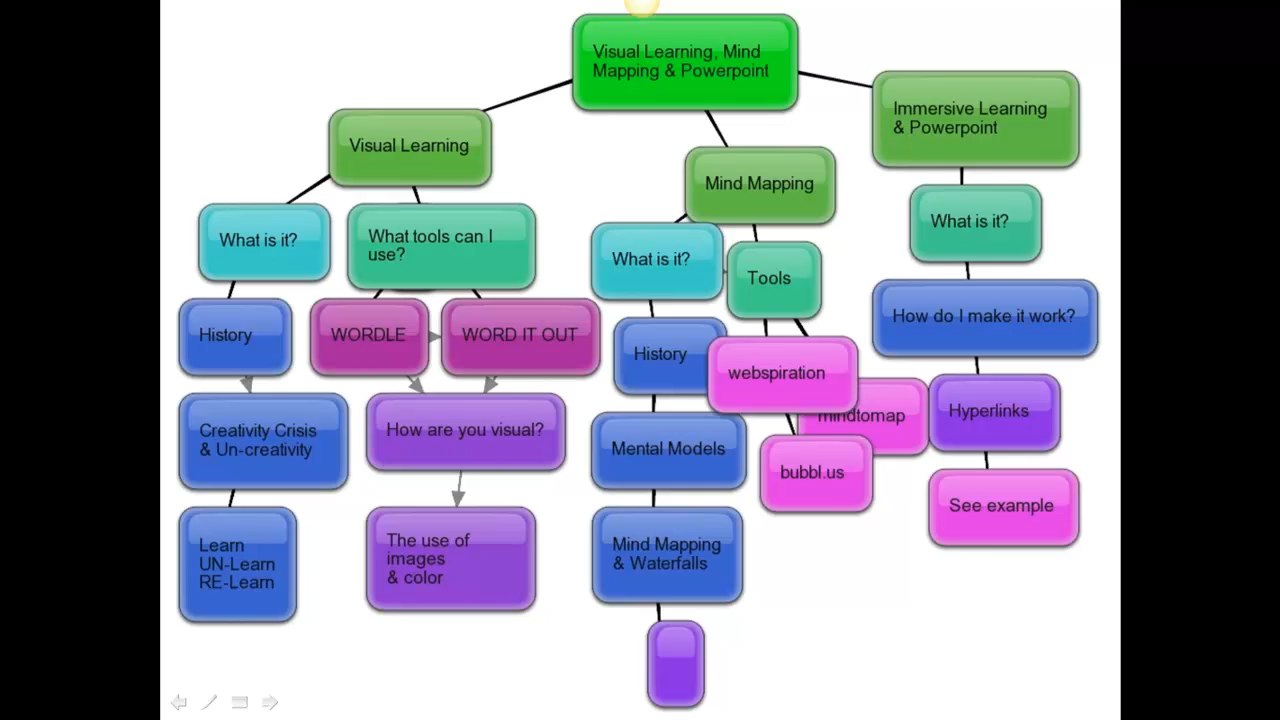 Visual Learning, Mind
Mapping & Powerpoint
Visual Learning
What is it?
History
Creativity Crisis
& Un-creativity
Learn
UN-Learn
RE-Learn
What tools can I
use?
WORDLE
WORD IT OUT
How are you visual?
The use of
images
& color
Mind Mapping
What is it?
History
Mental Models
Mind Mapping
& Waterfalls
Tools
webspiration
mindtomap
bubbl.us
Immersive Learning
& Powerpoint
What is it?
How do I make it work?
Hyperlinks
See example